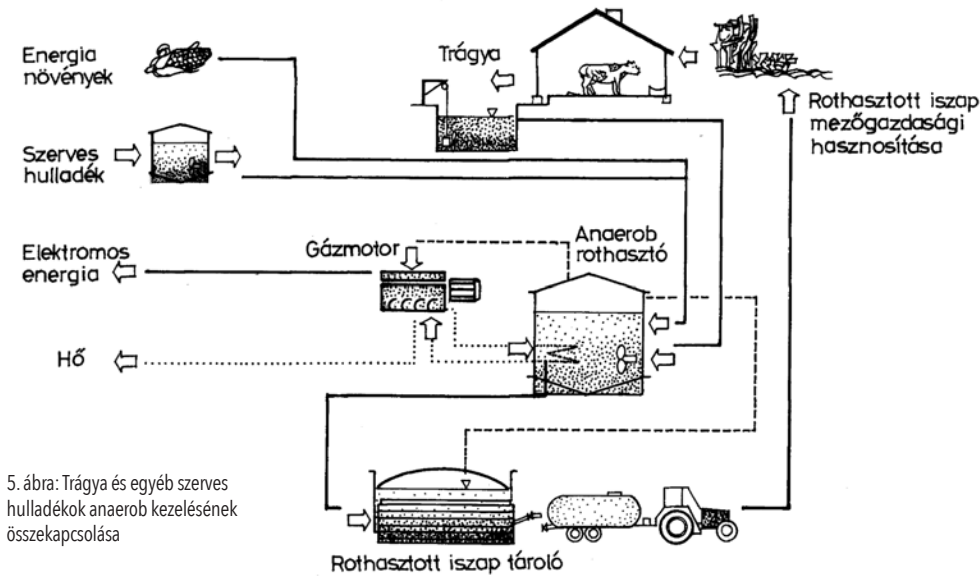 Energia
növények
Trágya
Rothasztott iszap
mezőgazdasági
hasznosítása
Szerves
hulladék
Elektromos
energia
Gázmotor
Anaerob
rothasztó
Hő
5. ábra: Trágya és egyéb szerves
hulladékok anaerob kezelésének
összekapcsolása
Rothasztott iszap tároló